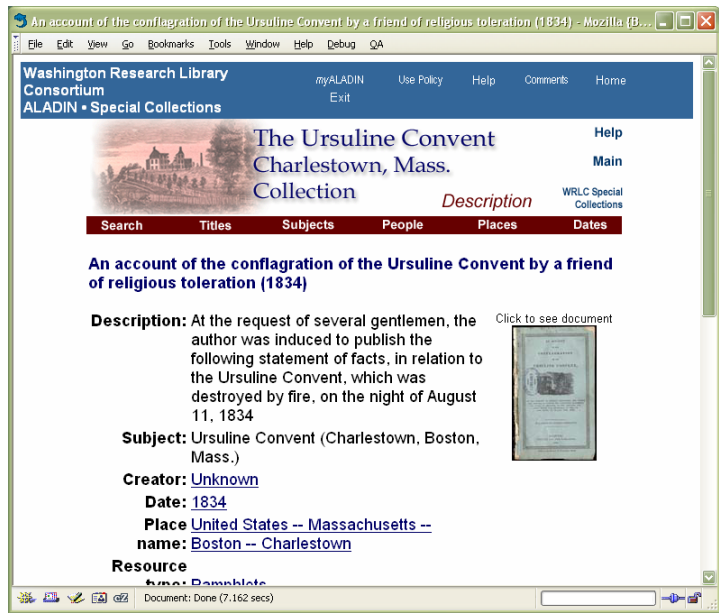 An account of the conflagration of the Ursuline Convent by a friend of religious toleration (1834) - Mozilla {B...
File Edit View Go Bookmarks Tools Window Help Debug QA
Washington Research Library
Consortium
ALADIN • Special Collections
myALADIN Use Policy Help Comments Home
Exit
The Ursuline Convent
Charlestown, Mass.
Collection
Description
Help
Main
WRLC Special
Collections
Search Titles Subjects People Places Dates
An account of the conflagration of the Ursuline Convent by a friend
of religious toleration (1834)
Description: At the request of several gentlemen, the
author was induced to publish the
following statement of facts, in relation to
the Ursuline Convent, which was
destroyed by fire, on the night of August
11, 1834
Click to see document
CONFLAGRATION
URSULINE CONVENT,
Subject: Ursuline Convent (Charlestown, Boston,
Mass.)
Creator: Unknown
Date: 1834
Place United States -- Massachusetts --
name: Boston -- Charlestown
Resource
type: Pamphlets
Document: Done (7.162 secs)